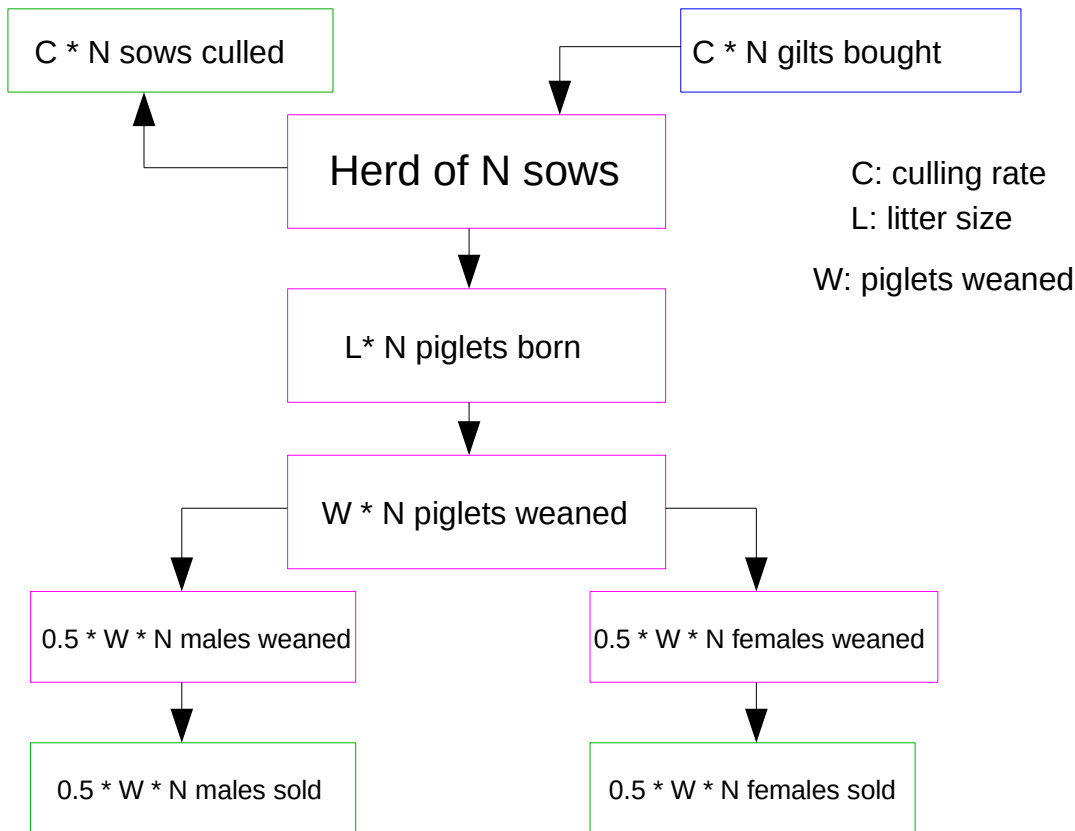 C * N sows culled
C * N gilts bought
Herd of N sows
C: culling rate
L: litter size
W: piglets weaned
L* N piglets born
W * N piglets weaned
0.5 * W * N males weaned
0.5 * W * N females weaned
0.5 * W * N males sold
0.5 * W * N females sold